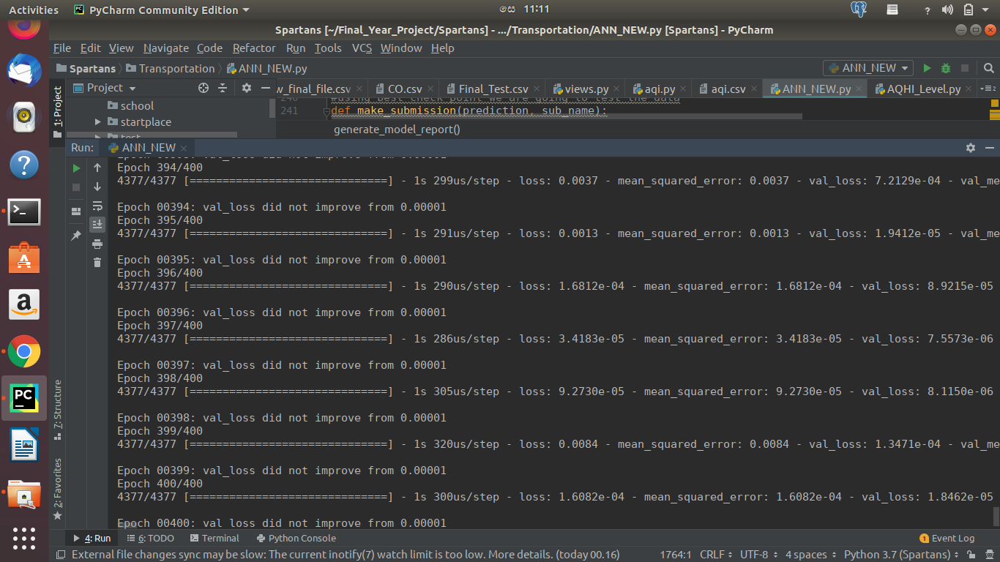 Activities PyCharm Community Edition 11:11
Spartans [~/Final_Year_Project/Spartans] - .../Transportation/ANN_NEW.py [Spartans] - PyCharm
File Edit View Navigate Code Refactor Run Tools VCS Window Help
Spartans Transportation ANN_NEW.py ANN_NEW
Project w_final_file.csv CO.csv Final_Test.csv views.py aqi.py aqi.csv ANN_NEW.py AQHI_Level.py
1: Project
#using best check point we are going to test the data
school 241 def make_submission(prediction, sub_name):
startplace generate_model_report()
test
Run: ANN_NEW
Epoch 394/400
4377/4377 [==============================] - 1s 299us/step - loss: 0.0037 - mean_squared_error: 0.0037 - val_loss: 7.2129e-04 - val_me
Epoch 00394: val_loss did not improve from 0.00001
Epoch 395/400
4377/4377 [==============================] - 1s 291us/step - loss: 0.0013 - mean_squared_error: 0.0013 - val_loss: 1.9412e-05 - val_me
Epoch 00395: val_loss did not improve from 0.00001
Epoch 396/400
4377/4377 [==============================] - 1s 290us/step - loss: 1.6812e-04 - mean_squared_error: 1.6812e-04 - val_loss: 8.9215e-05
Epoch 00396: val_loss did not improve from 0.00001
Epoch 397/400
4377/4377 [==============================] - 1s 286us/step - loss: 3.4183e-05 - mean_squared_error: 3.4183e-05 - val_loss: 7.5573e-06
Epoch 00397: val_loss did not improve from 0.00001
Epoch 398/400
4377/4377 [==============================] - 1s 305us/step - loss: 9.2730e-05 - mean_squared_error: 9.2730e-05 - val_loss: 8.1150e-06
Epoch 00398: val_loss did not improve from 0.00001
Epoch 399/400
4377/4377 [==============================] - 1s 320us/step - loss: 0.0084 - mean_squared_error: 0.0084 - val_loss: 1.3471e-04 - val_me
Epoch 00399: val_loss did not improve from 0.00001
Epoch 400/400
4377/4377 [==============================] - 1s 300us/step - loss: 1.6082e-04 - mean_squared_error: 1.6082e-04 - val_loss: 1.8462e-05
Epoch 00400: val_loss did not improve from 0.00001
7: Structure
2: Favorites
4: Run 6: TODO Terminal Python Console 1 Event Log
External file changes sync may be slow: The current inotify(7) watch limit is too low. More details. (today 00.16) 1764:1 CRLF UTF-8 4 spaces Python 3.7 (Spartans)